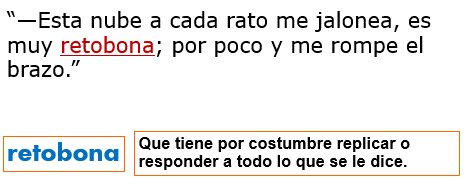 “—Esta nube a cada rato me jalonea, es
muy retobona; por poco y me rompe el
brazo.”
retobona
Que tiene por costumbre replicar o
responder a todo lo que se le dice.